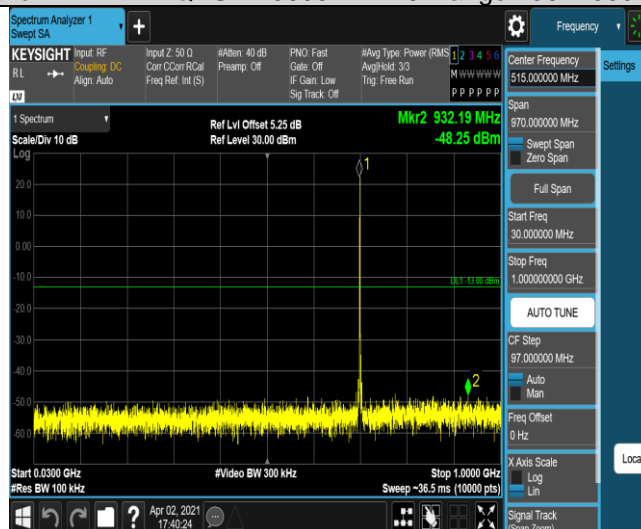 Spectrum Analyzer 1
Swept SA
Frequency
KEYSIGHT
Input: RF
Input Z: 50 Ω
#Atten: 40 dB
PNO: Fast
#Avg Type: Power (RMS
1 2 3 4 5 6
RL
Coupling: DC
Corr CCorr RCal
Preamp: Off
Gate: Off
Avg|Hold: 3/3
M W W W W W
Align: Auto
Freq Ref: Int (S)
IF Gain: Low
Trig: Free Run
Sig Track: Off
P P P P P P
LXI
1 Spectrum
Scale/Div 10 dB
Log
Ref Lvl Offset 5.25 dB
Ref Level 30.00 dBm
Mkr2 932.19 MHz
-48.25 dBm
1
20.0
10.0
0.00
-10.0
DL1 -13.00 dBm
-20.0
-30.0
-40.0
2
-50.0
-60.0
Start 0.0300 GHz
#Video BW 300 kHz
Stop 1.0000 GHz
#Res BW 100 kHz
Sweep ~36.5 ms (10000 pts)
Apr 02, 2021
17:40:24
?
Center Frequency
515.000000 MHz
Span
970.000000 MHz
Swept Span
Zero Span
Full Span
Start Freq
30.000000 MHz
Stop Freq
1.000000000 GHz
AUTO TUNE
CF Step
97.000000 MHz
Auto
Man
Freq Offset
0 Hz
X Axis Scale
Log
Lin
Signal Track
(Span Zoom)
Settings
Loca